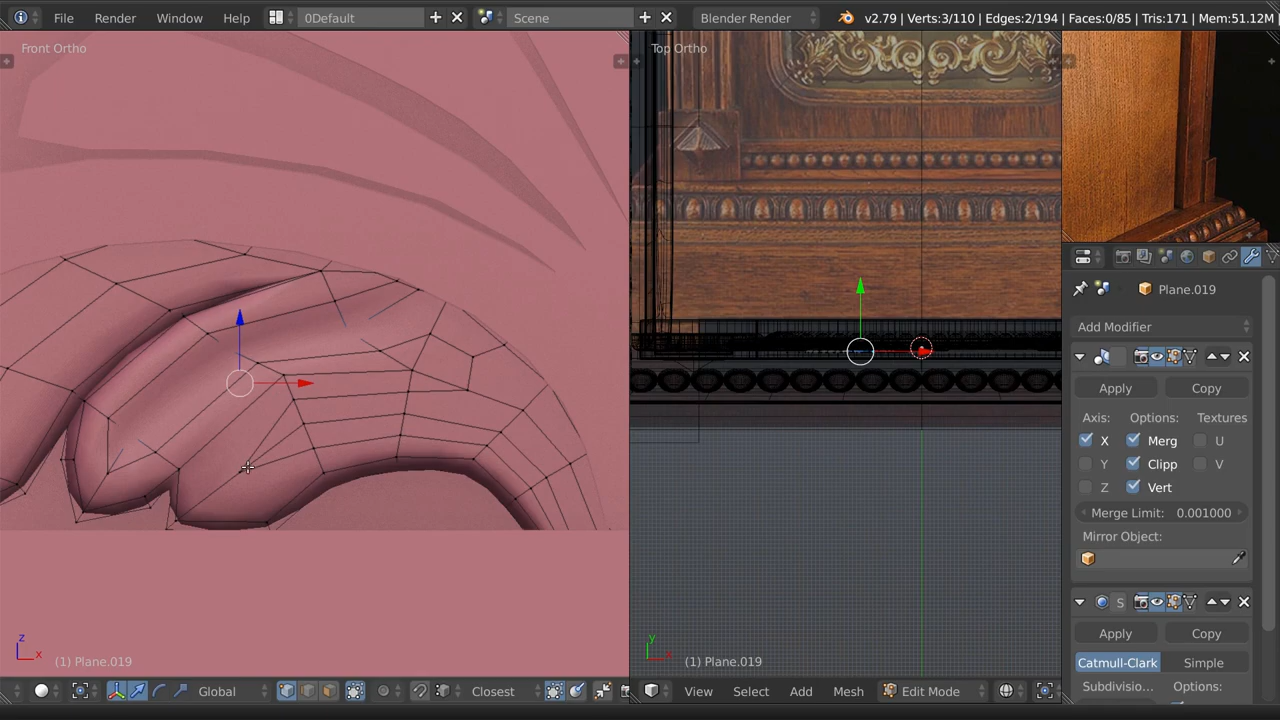 File Render Window Help 0Default Scene Blender Render v2.79 | Verts:3/110 | Edges:2/194 | Faces:0/85 | Tris:171 | Mem:51.12M
Front Ortho
Top Ortho
z
x
(1) Plane.019
y
x
(1) Plane.019
Global Closest
View Select Add Mesh Edit Mode
Plane.019
Add Modifier
Apply Copy
Axis: Options: Textures
X Merg U
Y Clipp V
Z Vert
Merge Limit: 0.001000
Mirror Object:
S
Apply Copy
Catmull-Clark Simple
Subdivisio... Options: